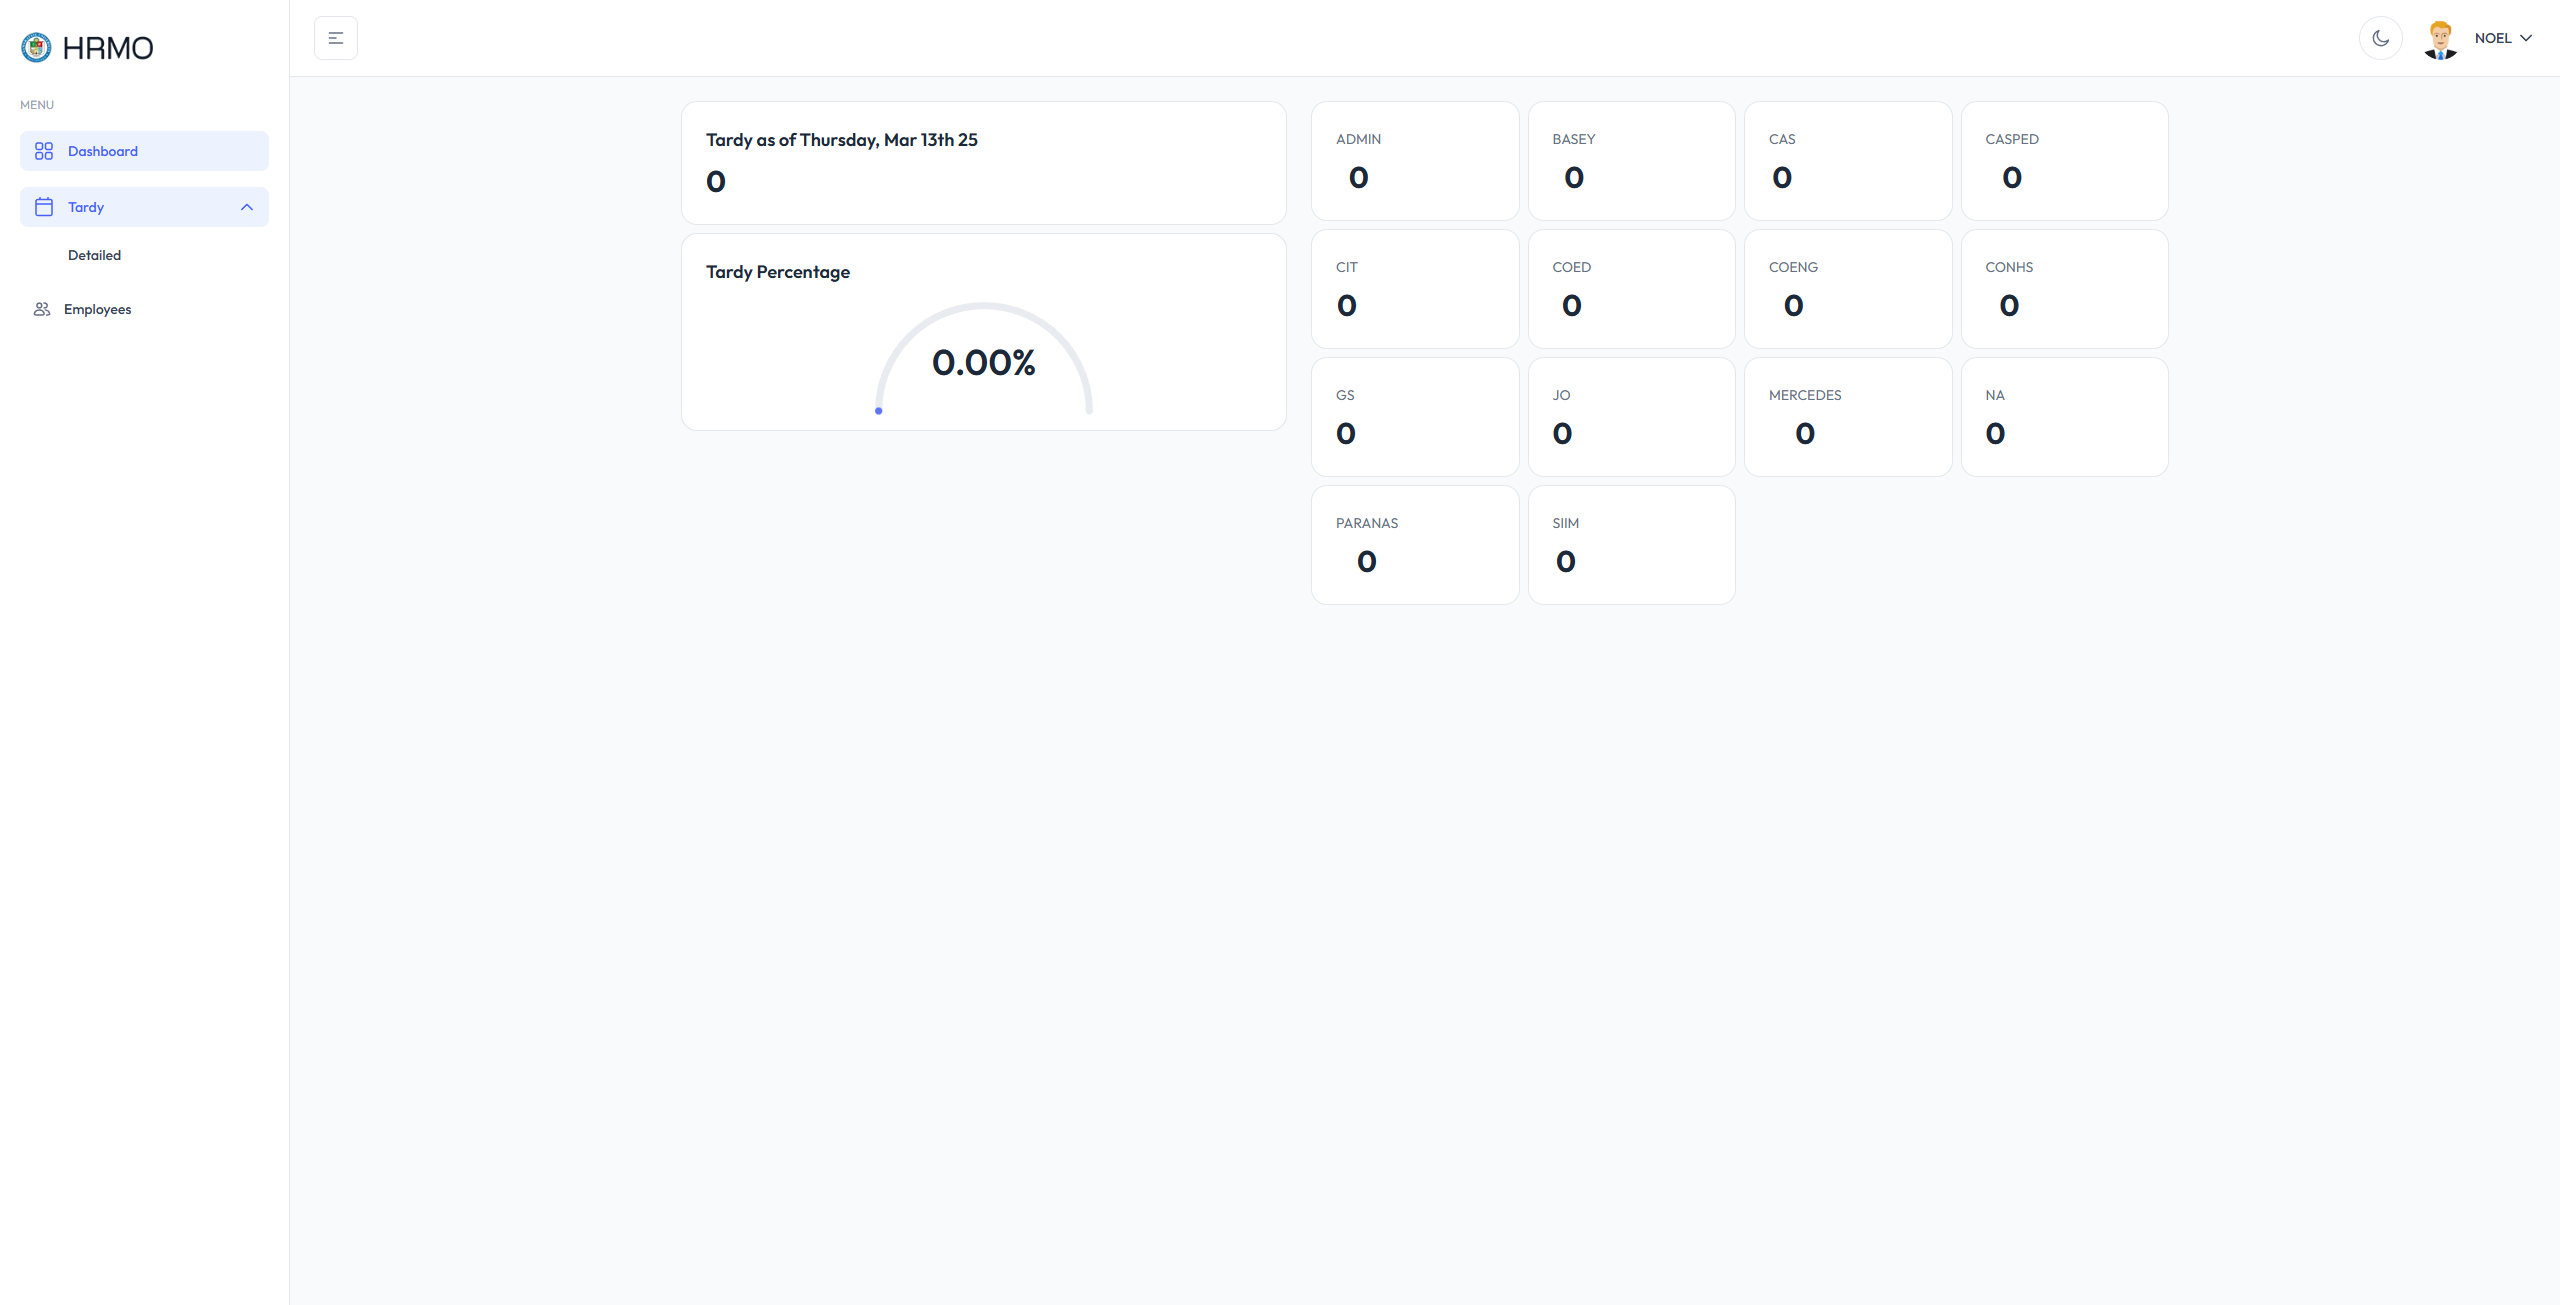 HRMO
MENU
Dashboard
Tardy
Detailed
Employees
NOEL
Tardy as of Thursday, Mar 13th 25
0
Tardy Percentage
0.00%
ADMIN
0
BASEY
0
CAS
0
CASPED
0
CIT
0
COED
0
COENG
0
CONHS
0
GS
0
JO
0
MERCEDES
0
NA
0
PARANAS
0
SIIM
0